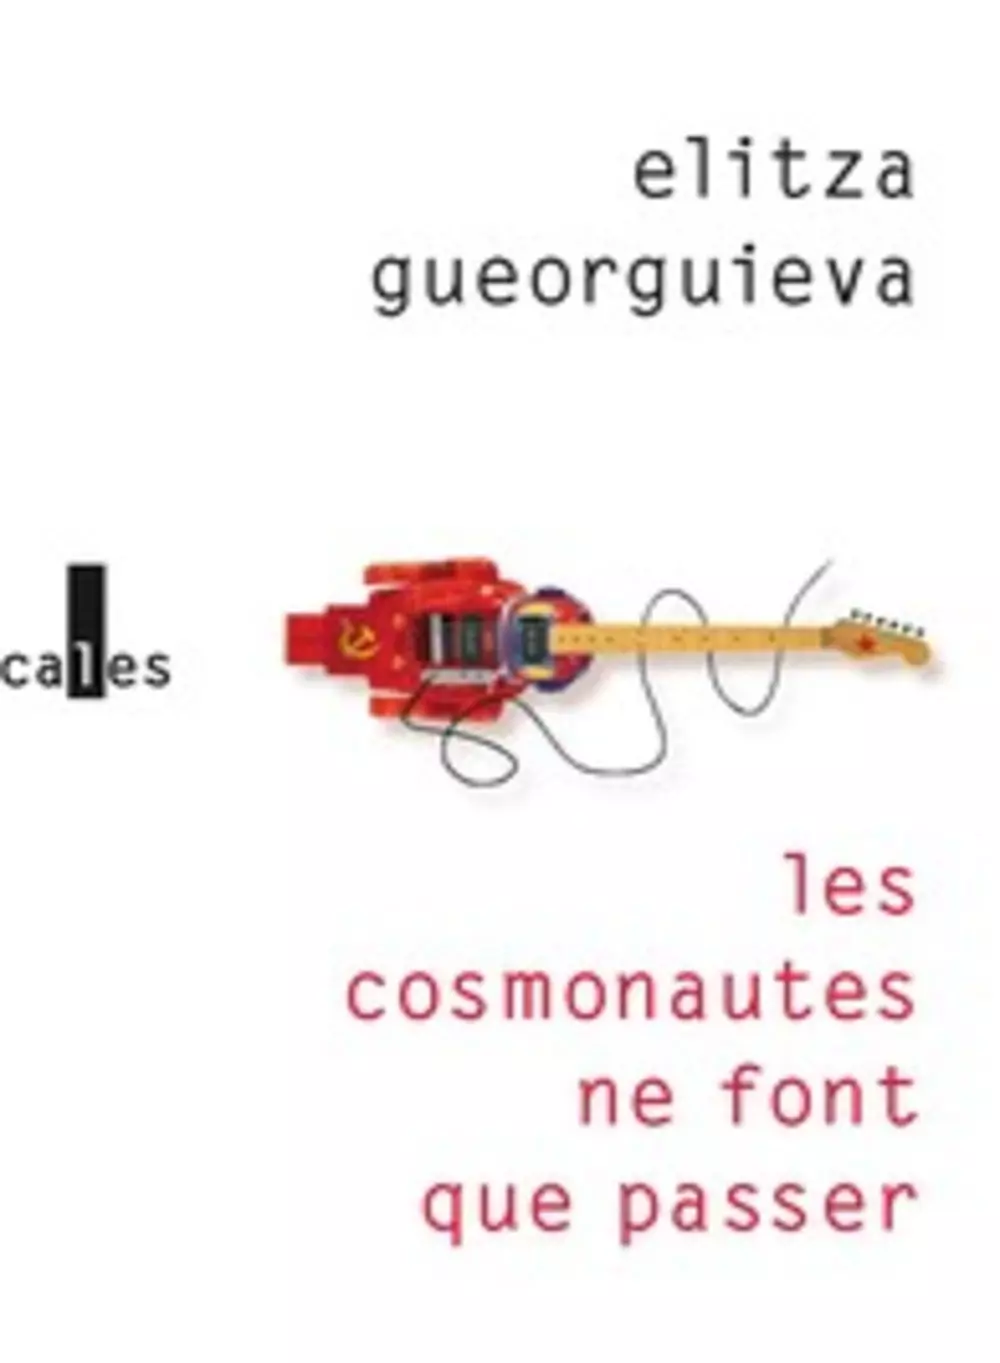 elitza
gueorguieva
cales
les
cosmonautes
ne font
que passer